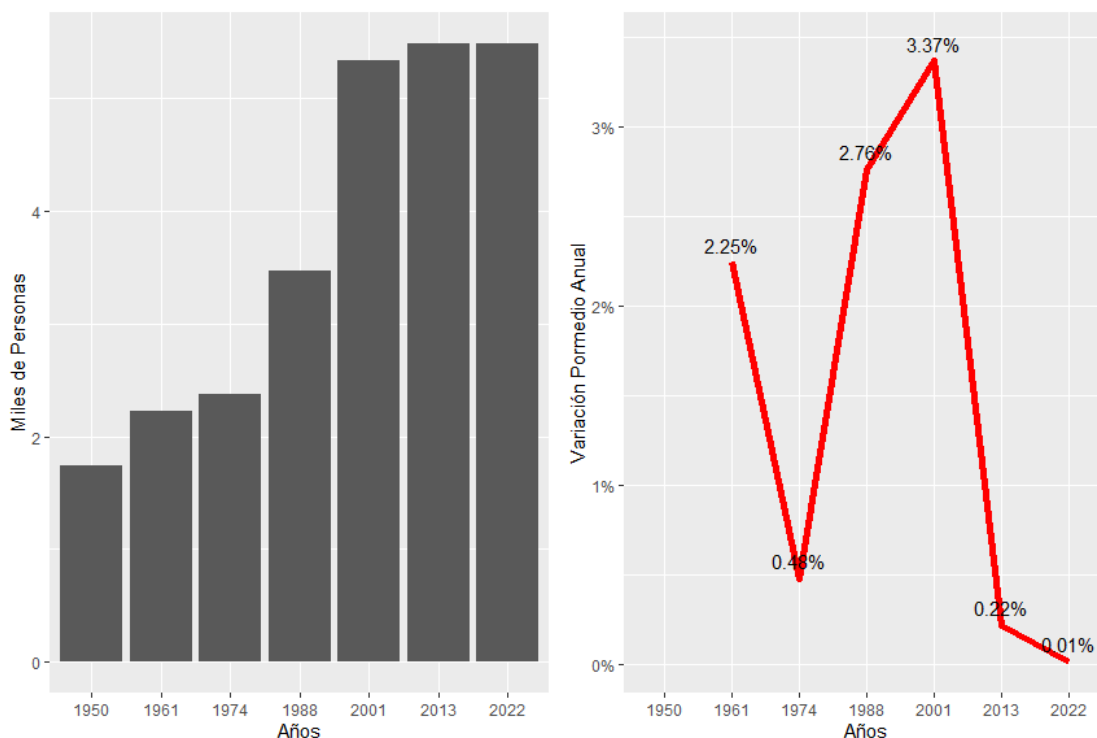 Miles de Personas
4
2
0
1950 1961 1974 1988 2001 2013 2022
Años
Variación Pormedio Anual
3%
2%
1%
0%
2.25%
0.48%
2.76%
3.37%
0.22%
0.01%
1950 1961 1974 1988 2001 2013 2022
Años